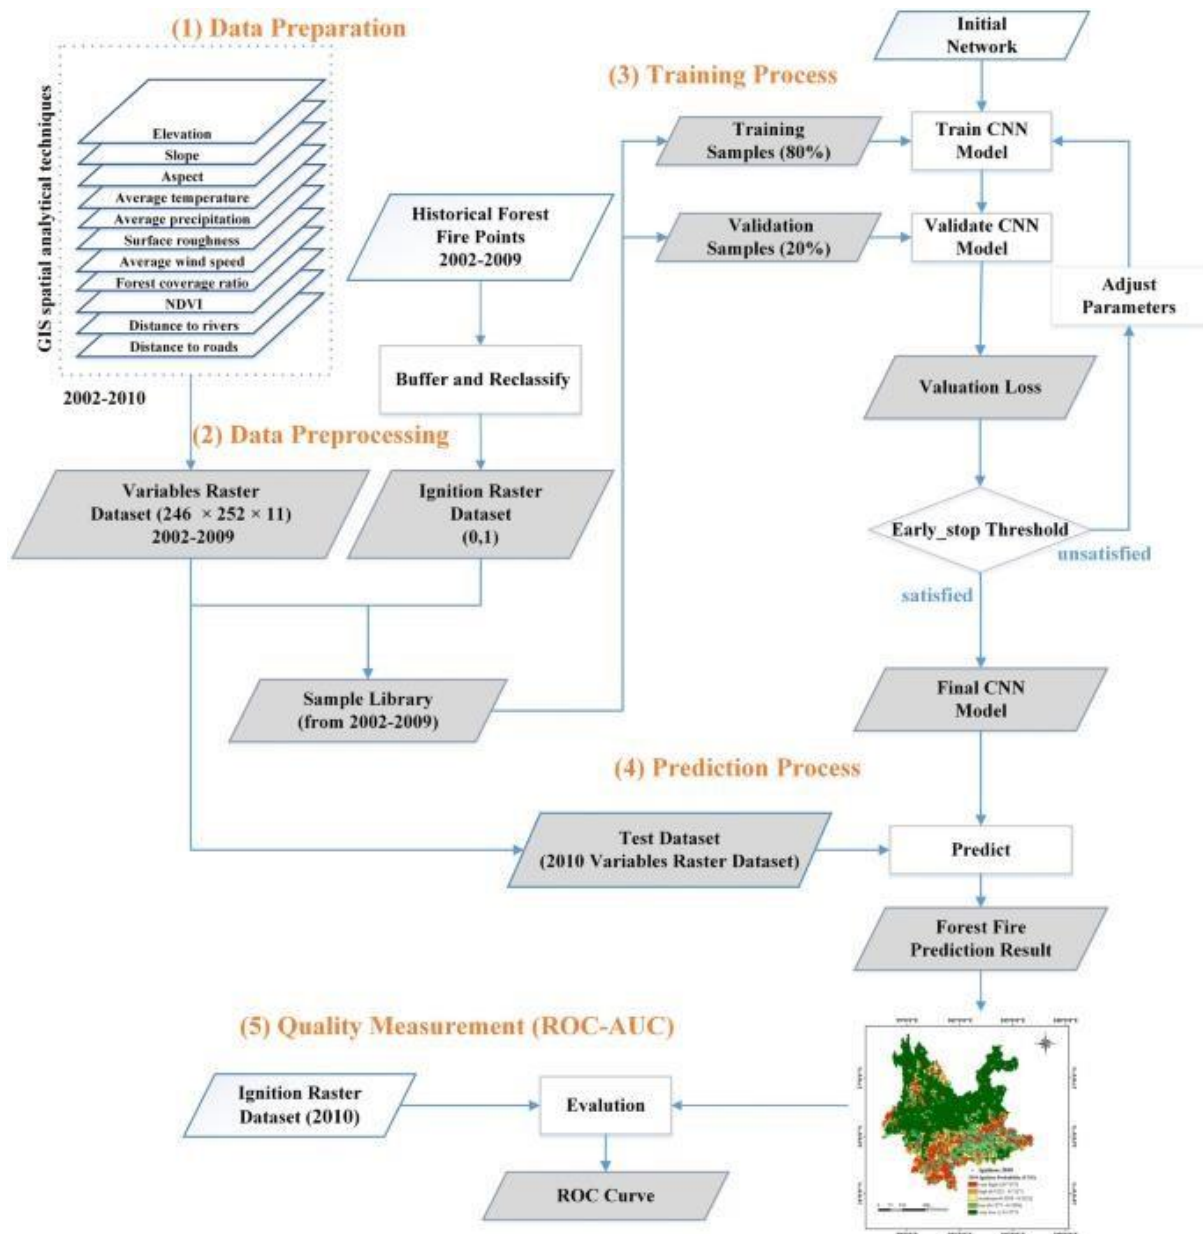 (1) Data Preparation
GIS spatial analytical techniques
Elevation
Slope
Aspect
Average temperature
Average precipitation
Surface roughness
Average wind speed
Forest coverage ratio
NDVI
Distance to rivers
Distance to roads
2002-2010
Historical Forest
Fire Points
2002-2009
Buffer and Reclassify
(2) Data Preprocessing
Variables Raster
Dataset (246 × 252 × 11)
2002-2009
Ignition Raster
Dataset
(0,1)
Sample Library
(from 2002-2009)
(3) Training Process
Initial
Network
Training
Samples (80%)
Train CNN
Model
Validation
Samples (20%)
Validate CNN
Model
Adjust
Parameters
Valuation Loss
Early_stop Threshold
unsatisfied
satisfied
Final CNN
Model
(4) Prediction Process
Test Dataset
(2010 Variables Raster Dataset)
Predict
Forest Fire
Prediction Result
(5) Quality Measurement (ROC-AUC)
Ignition Raster
Dataset (2010)
Evalution
ROC Curve